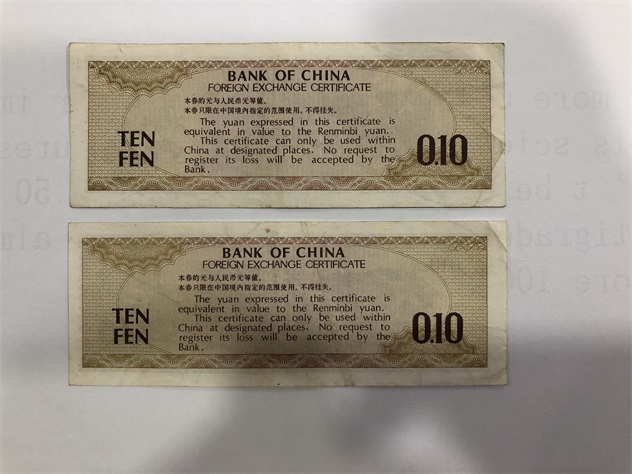 BANK OF CHINA
FOREIGN EXCHANGE CERTIFICATE
本券的元与人民币元等值。
本券只限在中国境内指定的范围使用，不得挂失。
The yuan expressed in this certificate is
equivalent in value to the Renminbi yuan.
This certificate can only be used within
China at designated places. No request to
register its loss will be accepted by the
Bank.
TEN
FEN
0.10
BANK OF CHINA
FOREIGN EXCHANGE CERTIFICATE
本券的元与人民币元等值。
本券只限在中国境内指定的范围使用，不得挂失。
The yuan expressed in this certificate is
equivalent in value to the Renminbi yuan.
This certificate can only be used within
China at designated places. No request to
register its loss will be accepted by the
Bank.
TEN
FEN
0.10
more
50